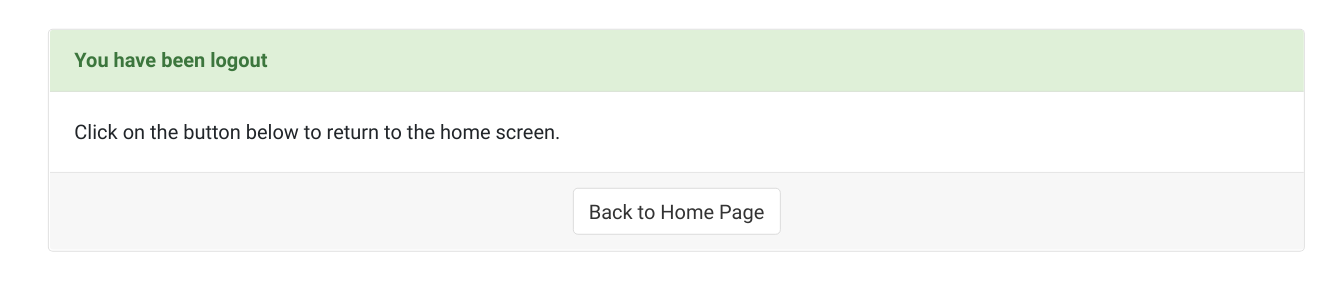 You have been logout
Click on the button below to return to the home screen.
Back to Home Page